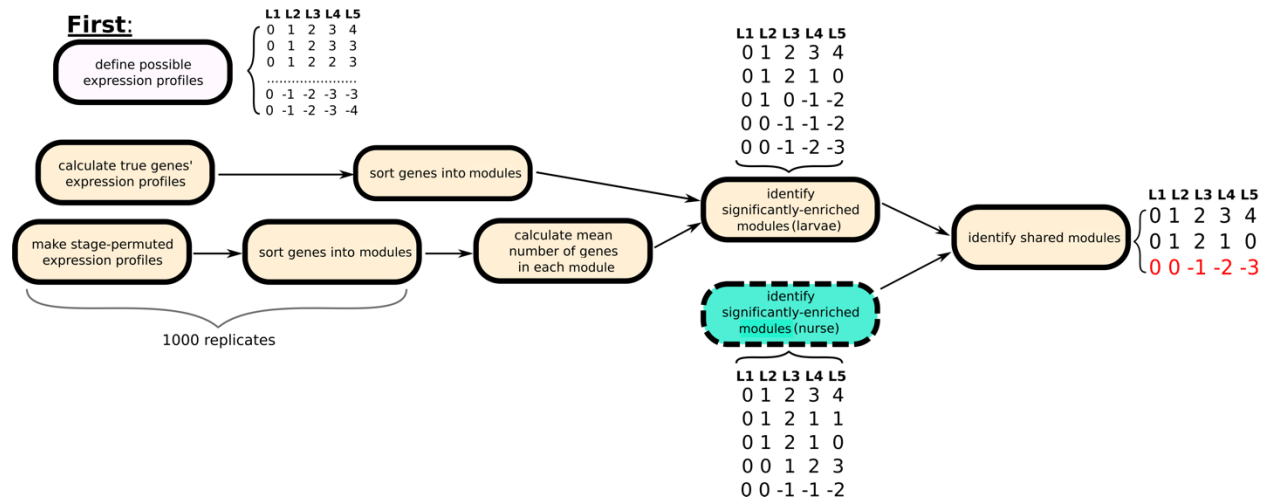 First:
define possible
expression profiles
L1 L2 L3 L4 L5
0 1 2 3 4
0 1 2 3 3
0 1 2 2 3
.....................
0 -1 -2 -3 -3
0 -1 -2 -3 -4
calculate true genes'
expression profiles
sort genes into modules
make stage-permuted
expression profiles
sort genes into modules
calculate mean
number of genes
in each module
1000 replicates
L1 L2 L3 L4 L5
0 1 2 3 4
0 1 2 1 0
0 1 0 -1 -2
0 0 -1 -1 -2
0 0 -1 -2 -3
identify
significantly-enriched
modules (larvae)
identify
significantly-enriched
modules (nurse)
L1 L2 L3 L4 L5
0 1 2 3 4
0 1 2 1 1
0 1 2 1 0
0 0 1 2 3
0 0 -1 -1 -2
identify shared modules
L1 L2 L3 L4 L5
0 1 2 3 4
0 1 2 1 0
0 0 -1 -2 -3